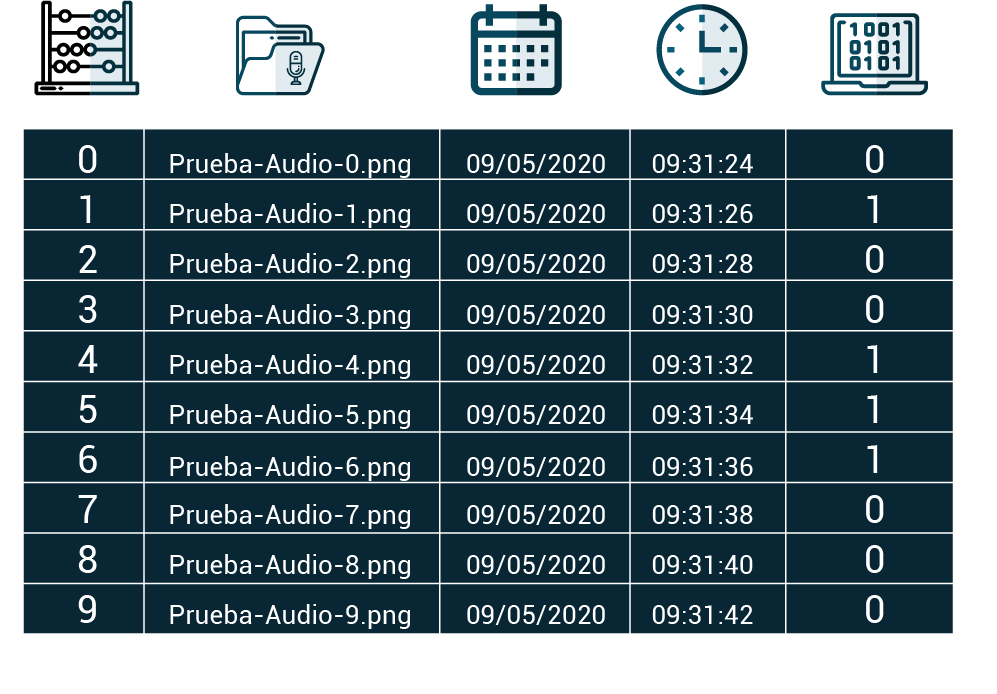 1001
0101
0101
0 Prueba-Audio-0.png 09/05/2020 09:31:24 0
1 Prueba-Audio-1.png 09/05/2020 09:31:26 1
2 Prueba-Audio-2.png 09/05/2020 09:31:28 0
3 Prueba-Audio-3.png 09/05/2020 09:31:30 0
4 Prueba-Audio-4.png 09/05/2020 09:31:32 1
5 Prueba-Audio-5.png 09/05/2020 09:31:34 1
6 Prueba-Audio-6.png 09/05/2020 09:31:36 1
7 Prueba-Audio-7.png 09/05/2020 09:31:38 0
8 Prueba-Audio-8.png 09/05/2020 09:31:40 0
9 Prueba-Audio-9.png 09/05/2020 09:31:42 0